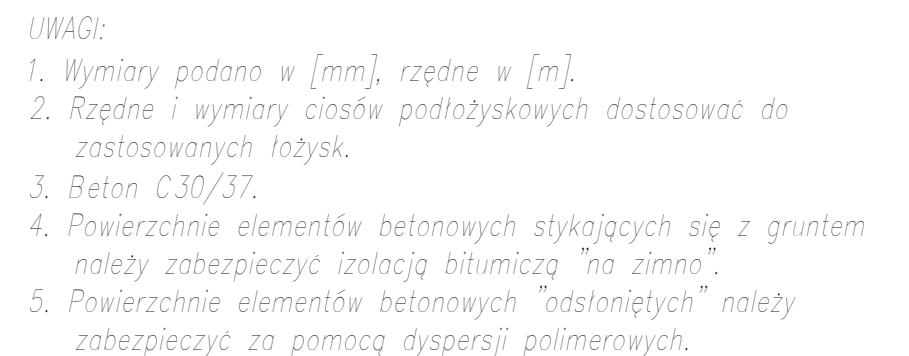 UWAGI:
1. Wymiary podano w [mm], rzędne w [m].
2. Rzędne i wymiary ciosów podłożyskowych dostosować do
zastosowanych łożysk.
3. Beton C30/37.
4. Powierzchnie elementów betonowych stykających się z gruntem
należy zabezpieczyć izolacją bitumiczą "na zimno".
5. Powierzchnie elementów betonowych "odsłoniętych" należy
zabezpieczyć za pomocą dyspersji polimerowych.